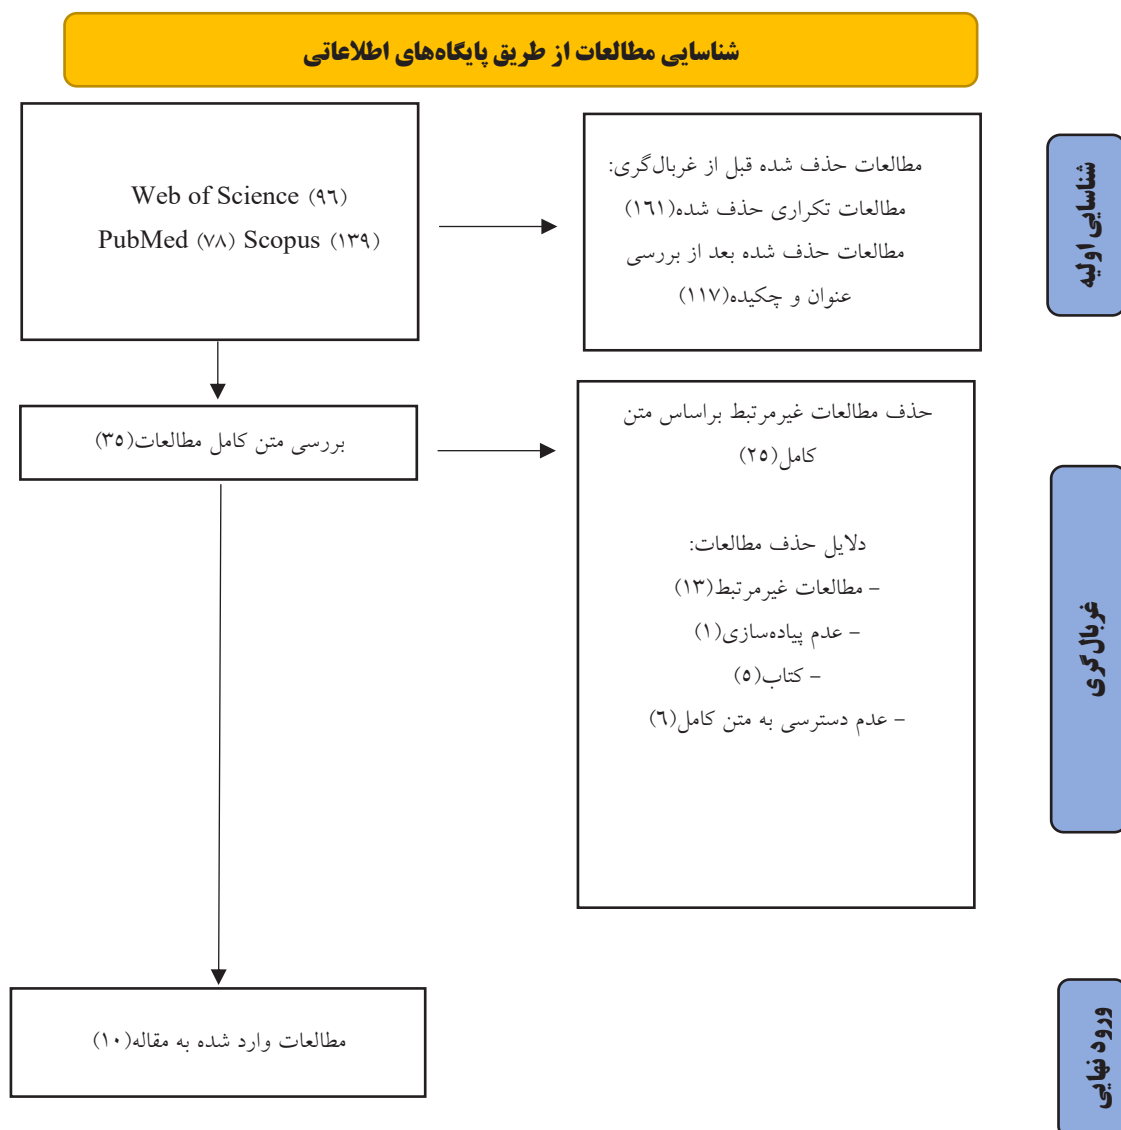 شناسایی مطالعات از طریق پایگاه‌های اطلاعاتی
Web of Science (۹۶)
PubMed (۷۸) Scopus (۱۳۹)
مطالعات حذف شده قبل از غربال‌گری:
مطالعات تکراری حذف شده(۱۶۱)
مطالعات حذف شده بعد از بررسی
عنوان و چکیده(۱۱۷)
شناسایی اولیه
بررسی متن کامل مطالعات(۳۵)
حذف مطالعات غیرمرتبط براساس متن
کامل(۲۵)
دلایل حذف مطالعات:
- مطالعات غیرمرتبط(۱۳)
- عدم پیاده‌سازی(۱)
- کتاب(۵)
- عدم دسترسی به متن کامل(۶)
غربال‌گری
مطالعات وارد شده به مقاله(۱۰)
ورود نهایی